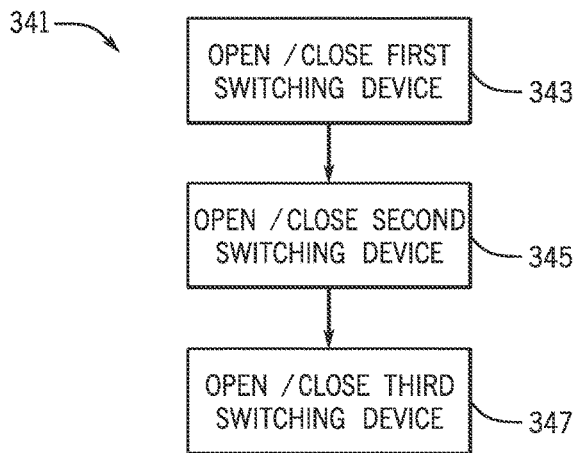 341
OPEN / CLOSE FIRST
SWITCHING DEVICE
343
OPEN / CLOSE SECOND
SWITCHING DEVICE
345
OPEN / CLOSE THIRD
SWITCHING DEVICE
347